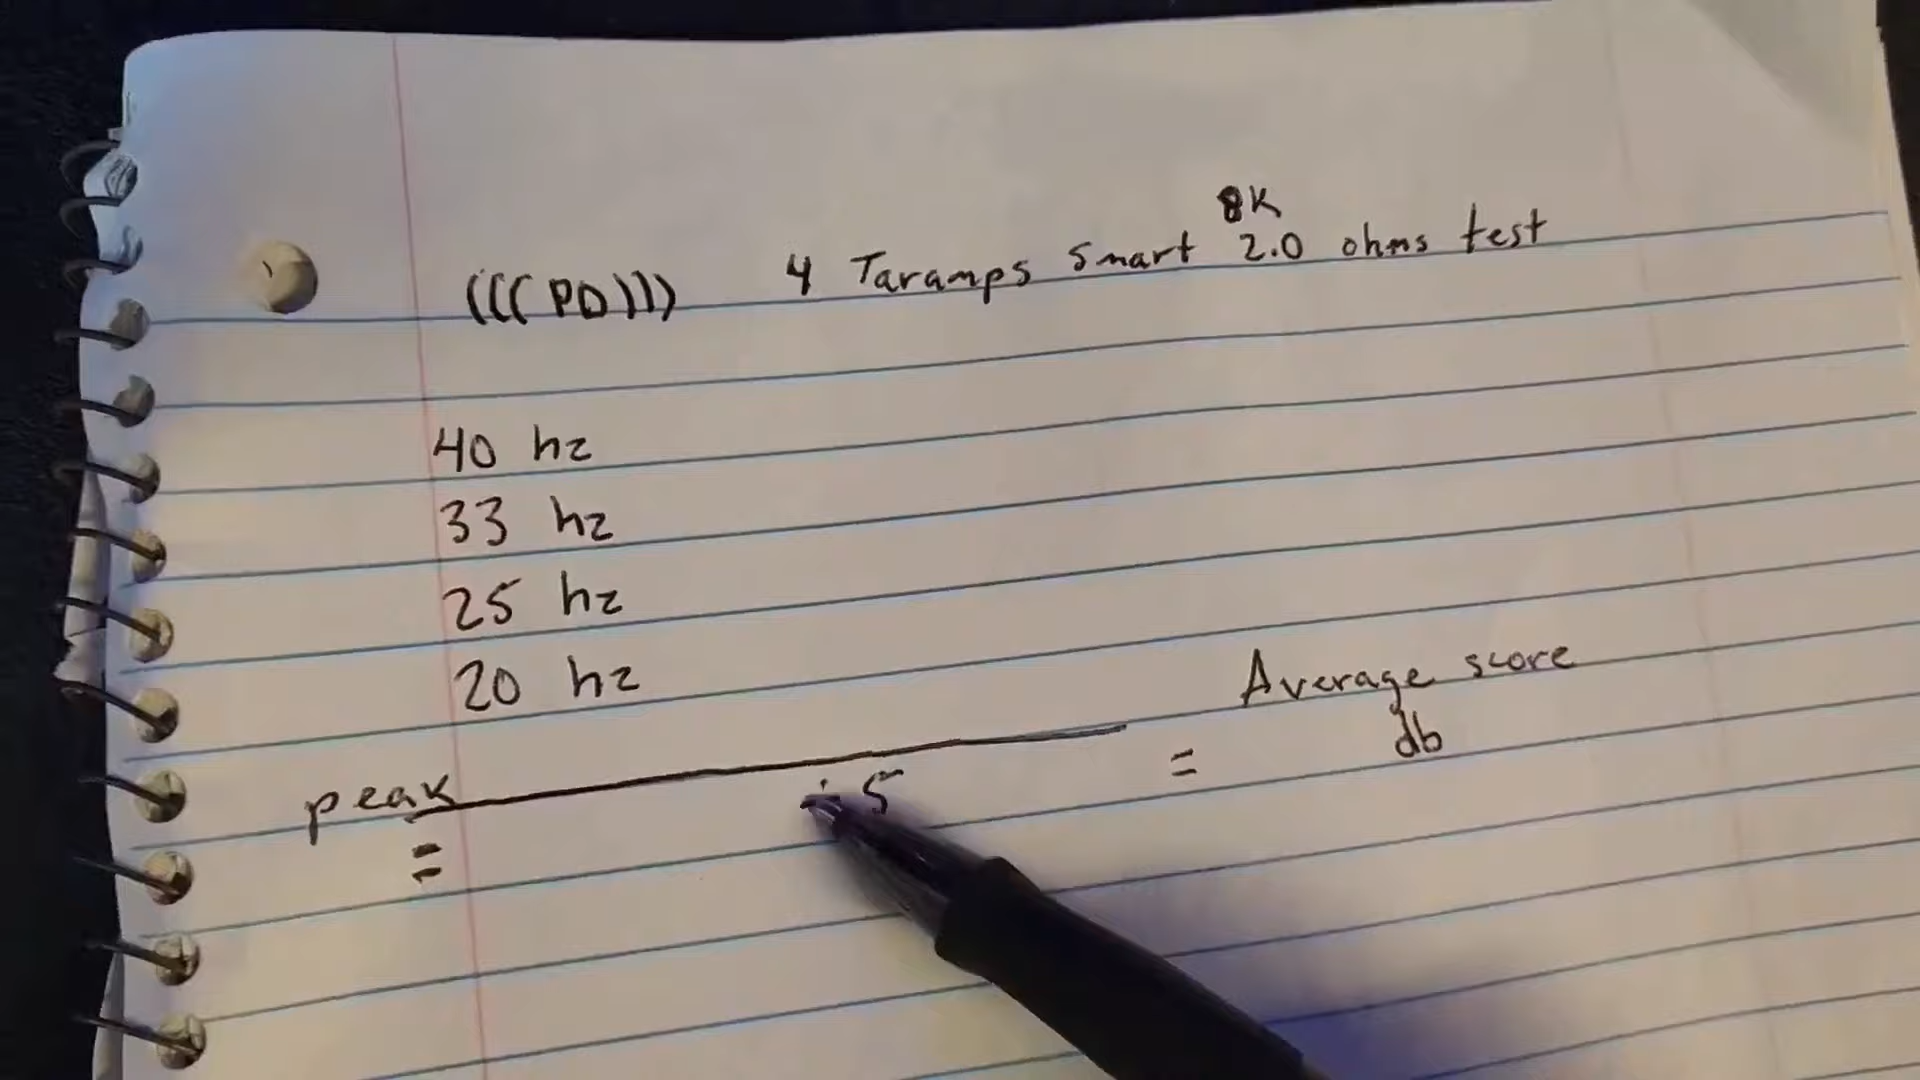 8K
(((PD))) 4 Taramps Smart 2.0 ohms test
40 hz
33 hz
25 hz
20 hz
Average score
peak ÷ 5 = db
=